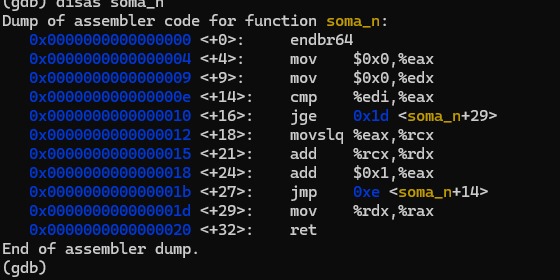 (gdb) disas soma_n
Dump of assembler code for function soma_n:
   0x0000000000000000 <+0>:     endbr64
   0x0000000000000004 <+4>:     mov    $0x0,%eax
   0x0000000000000009 <+9>:     mov    $0x0,%edx
   0x000000000000000e <+14>:    cmp    %edi,%eax
   0x0000000000000010 <+16>:    jge    0x1d <soma_n+29>
   0x0000000000000012 <+18>:    movslq %eax,%rcx
   0x0000000000000015 <+21>:    add    %rcx,%rdx
   0x0000000000000018 <+24>:    add    $0x1,%eax
   0x000000000000001b <+27>:    jmp    0xe <soma_n+14>
   0x000000000000001d <+29>:    mov    %rdx,%rax
   0x0000000000000020 <+32>:    ret
End of assembler dump.
(gdb)